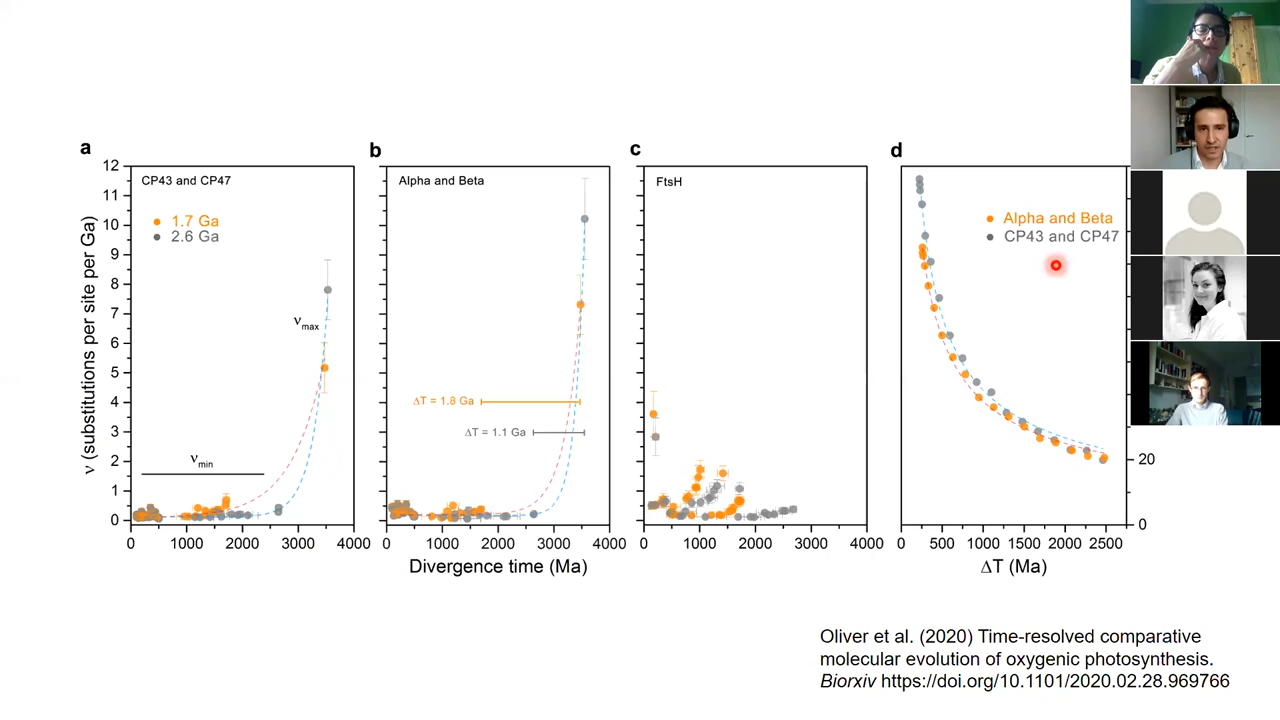 a
b
c
d
12
11
10
9
8
7
6
5
4
3
2
1
0
ν (substitutions per site per Ga)
CP43 and CP47
1.7 Ga
2.6 Ga
νmax
νmin
0 1000 2000 3000 4000
Alpha and Beta
ΔT = 1.8 Ga
ΔT = 1.1 Ga
0 1000 2000 3000 4000
Divergence time (Ma)
FtsH
0 1000 2000 3000 4000
Alpha and Beta
CP43 and CP47
20
0
0 500 1000 1500 2000 2500
ΔT (Ma)
Oliver et al. (2020) Time-resolved comparative
molecular evolution of oxygenic photosynthesis.
Biorxiv https://doi.org/10.1101/2020.02.28.969766